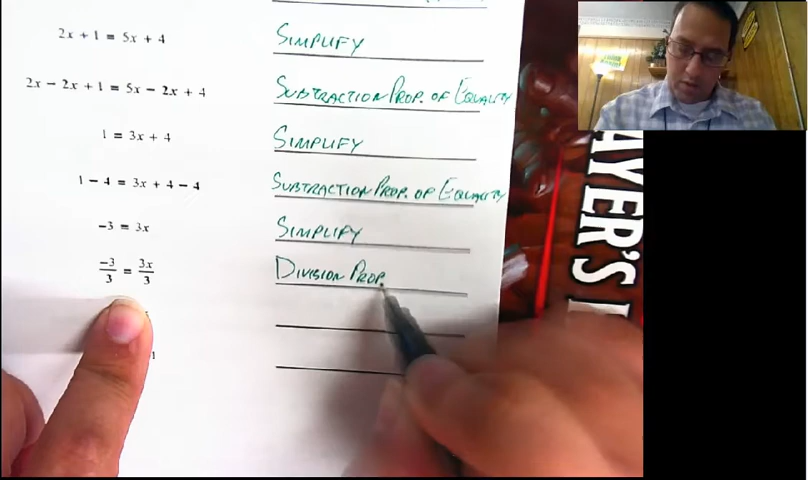 2x + 1 = 5x + 4 SIMPLIFY
2x − 2x + 1 = 5x − 2x + 4 SUBTRACTION PROP. OF EQUALITY
1 = 3x + 4 SIMPLIFY
1 − 4 = 3x + 4 − 4 SUBTRACTION PROP. OF EQUALITY
−3 = 3x SIMPLIFY
−3/3 = 3x/3 DIVISION PROP.
1